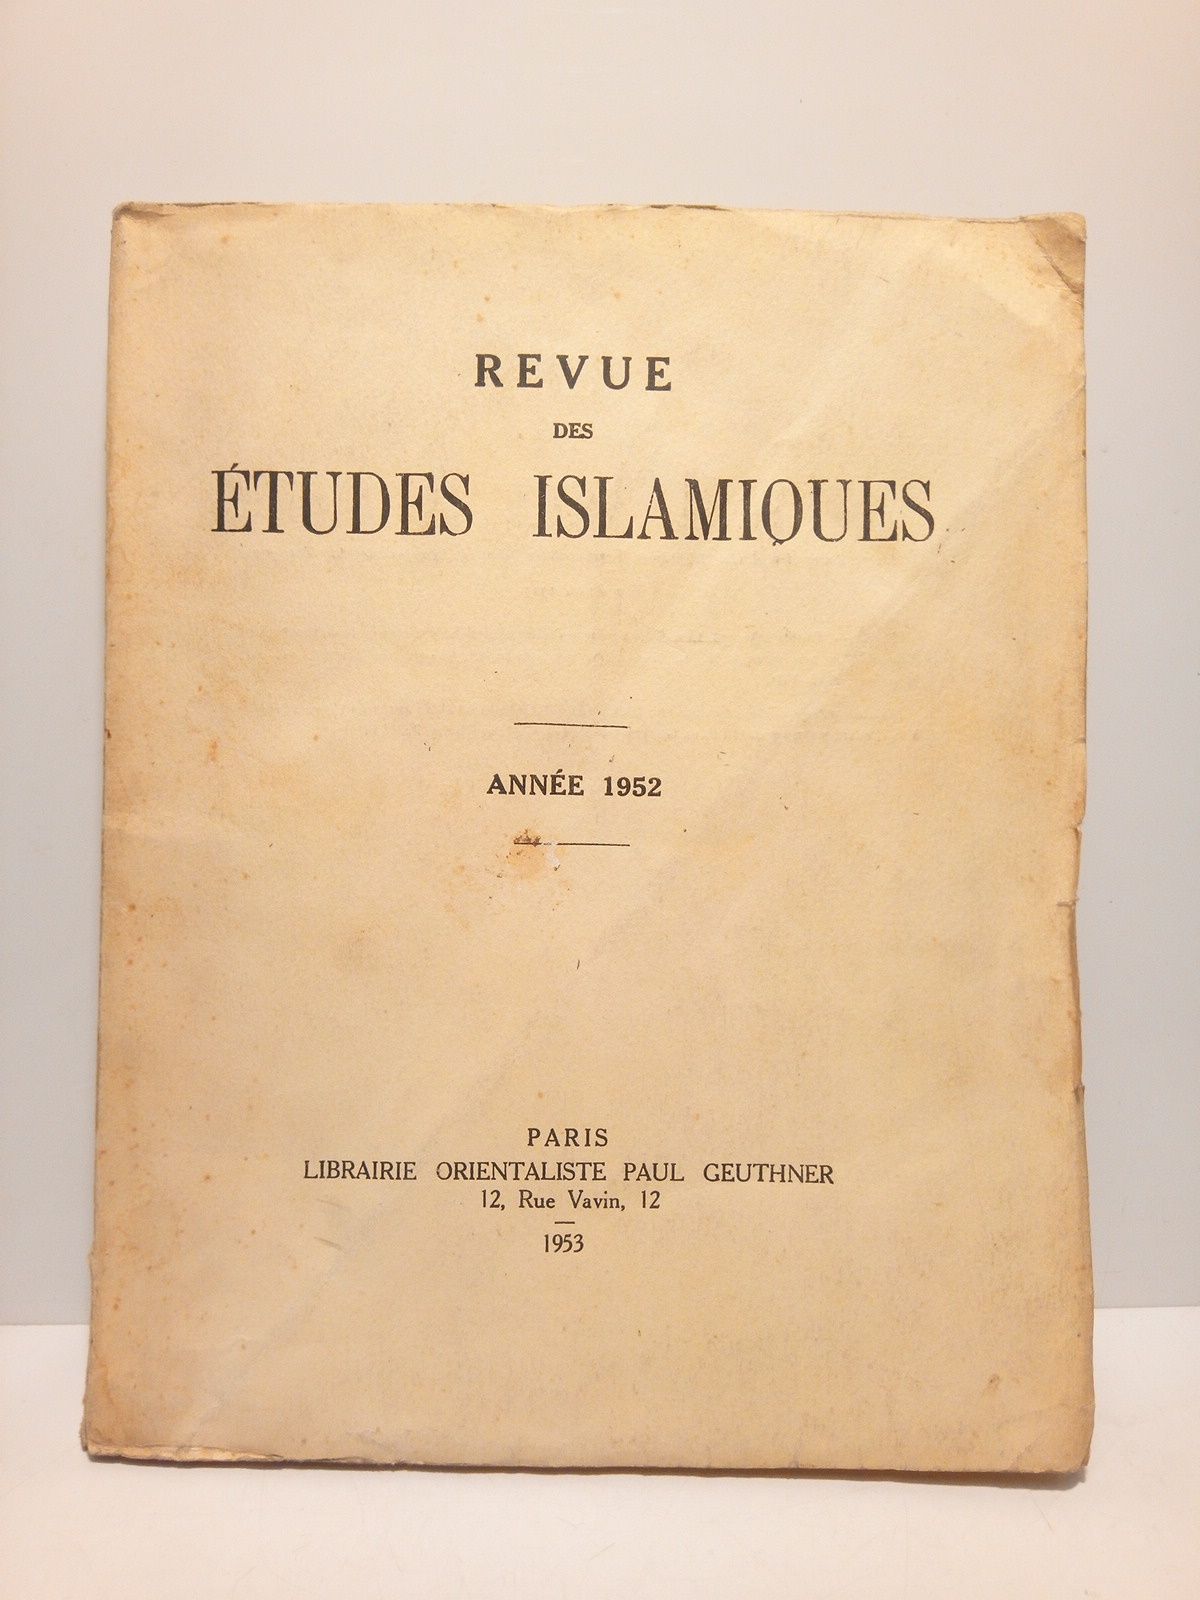 REVUE
DES
ÉTUDES ISLAMIQUES
ANNÉE 1952
PARIS
LIBRAIRIE ORIENTALISTE PAUL GEUTHNER
12, Rue Vavin, 12
1953